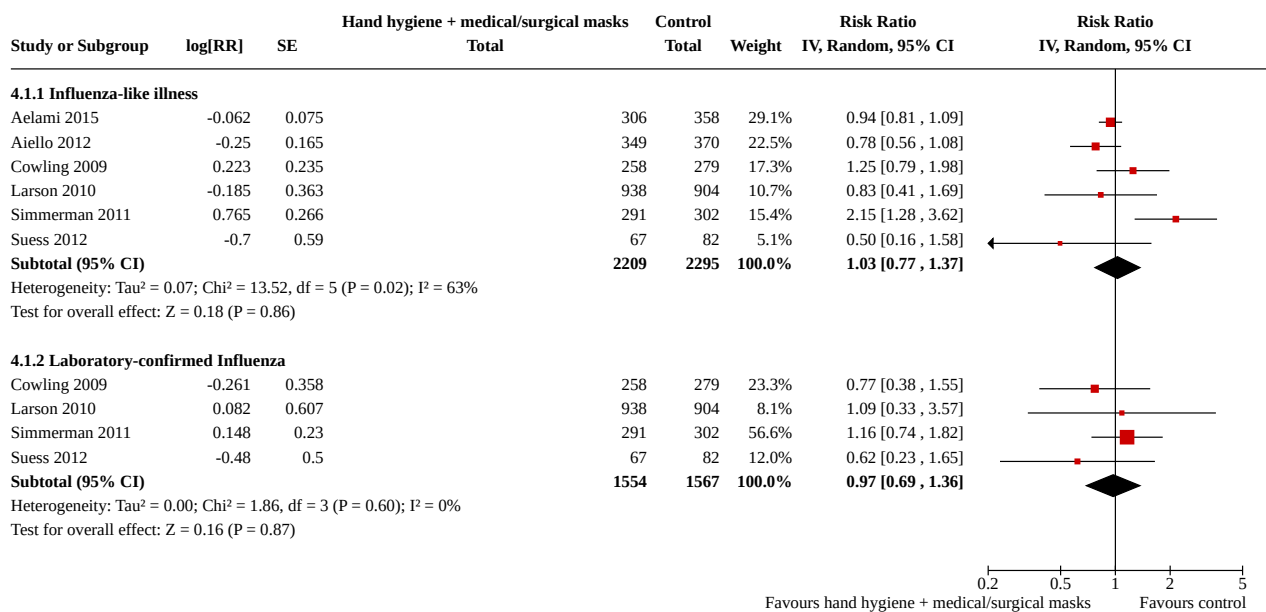 Hand hygiene + medical/surgical masks Control Risk Ratio Risk Ratio
Study or Subgroup log[RR] SE Total Total Weight IV, Random, 95% CI IV, Random, 95% CI
4.1.1 Influenza-like illness
Aelami 2015 -0.062 0.075 306 358 29.1% 0.94 [0.81 , 1.09]
Aiello 2012 -0.25 0.165 349 370 22.5% 0.78 [0.56 , 1.08]
Cowling 2009 0.223 0.235 258 279 17.3% 1.25 [0.79 , 1.98]
Larson 2010 -0.185 0.363 938 904 10.7% 0.83 [0.41 , 1.69]
Simmerman 2011 0.765 0.266 291 302 15.4% 2.15 [1.28 , 3.62]
Suess 2012 -0.7 0.59 67 82 5.1% 0.50 [0.16 , 1.58]
Subtotal (95% CI) 2209 2295 100.0% 1.03 [0.77 , 1.37]
Heterogeneity: Tau² = 0.07; Chi² = 13.52, df = 5 (P = 0.02); I² = 63%
Test for overall effect: Z = 0.18 (P = 0.86)
4.1.2 Laboratory-confirmed Influenza
Cowling 2009 -0.261 0.358 258 279 23.3% 0.77 [0.38 , 1.55]
Larson 2010 0.082 0.607 938 904 8.1% 1.09 [0.33 , 3.57]
Simmerman 2011 0.148 0.23 291 302 56.6% 1.16 [0.74 , 1.82]
Suess 2012 -0.48 0.5 67 82 12.0% 0.62 [0.23 , 1.65]
Subtotal (95% CI) 1554 1567 100.0% 0.97 [0.69 , 1.36]
Heterogeneity: Tau² = 0.00; Chi² = 1.86, df = 3 (P = 0.60); I² = 0%
Test for overall effect: Z = 0.16 (P = 0.87)
0.2 0.5 1 2 5
Favours hand hygiene + medical/surgical masks Favours control